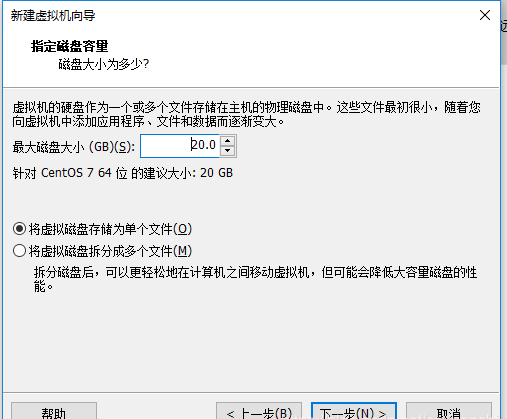 新建虚拟机向导
指定磁盘容量
磁盘大小为多少?
虚拟机的硬盘作为一个或多个文件存储在主机的物理磁盘中。这些文件最初很小，随着您
向虚拟机中添加应用程序、文件和数据而逐渐变大。
最大磁盘大小 (GB)(S): 20.0
针对 CentOS 7 64 位 的建议大小: 20 GB
将虚拟磁盘存储为单个文件(O)
将虚拟磁盘拆分成多个文件(M)
拆分磁盘后，可以更轻松地在计算机之间移动虚拟机，但可能会降低大容量磁盘的性
能。
帮助 < 上一步(B) 下一步(N) > 取消